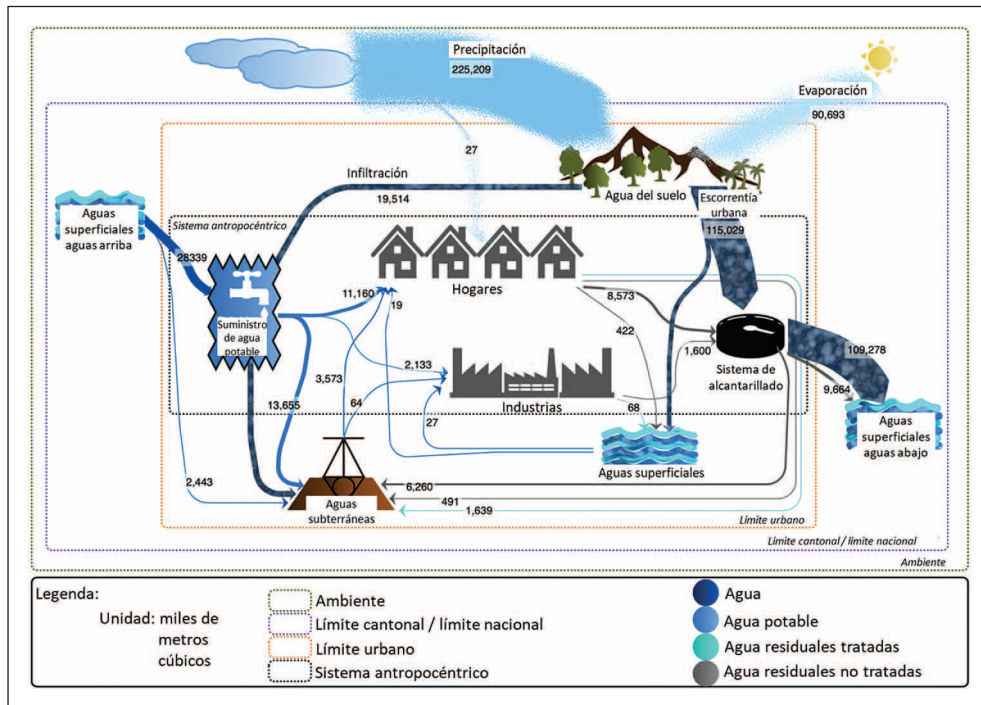 Precipitación
225,209
Evaporación
90,693
27
Infiltración
19,514
Agua del suelo
Escorrentía
urbana
115,029
Aguas
superficiales
aguas arriba
Sistema antropocéntrico
28339
Hogares
Suministro
de agua
potable
11,160
19
8,573
422
1,600
Sistema de
alcantarillado
109,278
9,664
2,133
3,573
64
Industrias
13,655
27
68
Aguas superficiales
Aguas
superficiales
aguas abajo
2,443
Aguas
subterráneas
6,260
491
1,639
Límite urbano
Límite cantonal / límite nacional
Ambiente
Legenda:
Unidad: miles de
metros
cúbicos
Ambiente
Límite cantonal / límite nacional
Límite urbano
Sistema antropocéntrico
Agua
Agua potable
Agua residuales tratadas
Agua residuales no tratadas